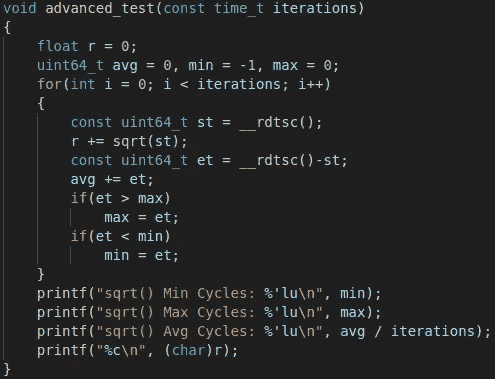 void advanced_test(const time_t iterations)
{
    float r = 0;
    uint64_t avg = 0, min = -1, max = 0;
    for(int i = 0; i < iterations; i++)
    {
        const uint64_t st = __rdtsc();
        r += sqrt(st);
        const uint64_t et = __rdtsc()-st;
        avg += et;
        if(et > max)
            max = et;
        if(et < min)
            min = et;
    }
    printf("sqrt() Min Cycles: %'lu\n", min);
    printf("sqrt() Max Cycles: %'lu\n", max);
    printf("sqrt() Avg Cycles: %'lu\n", avg / iterations);
    printf("%c\n", (char)r);
}